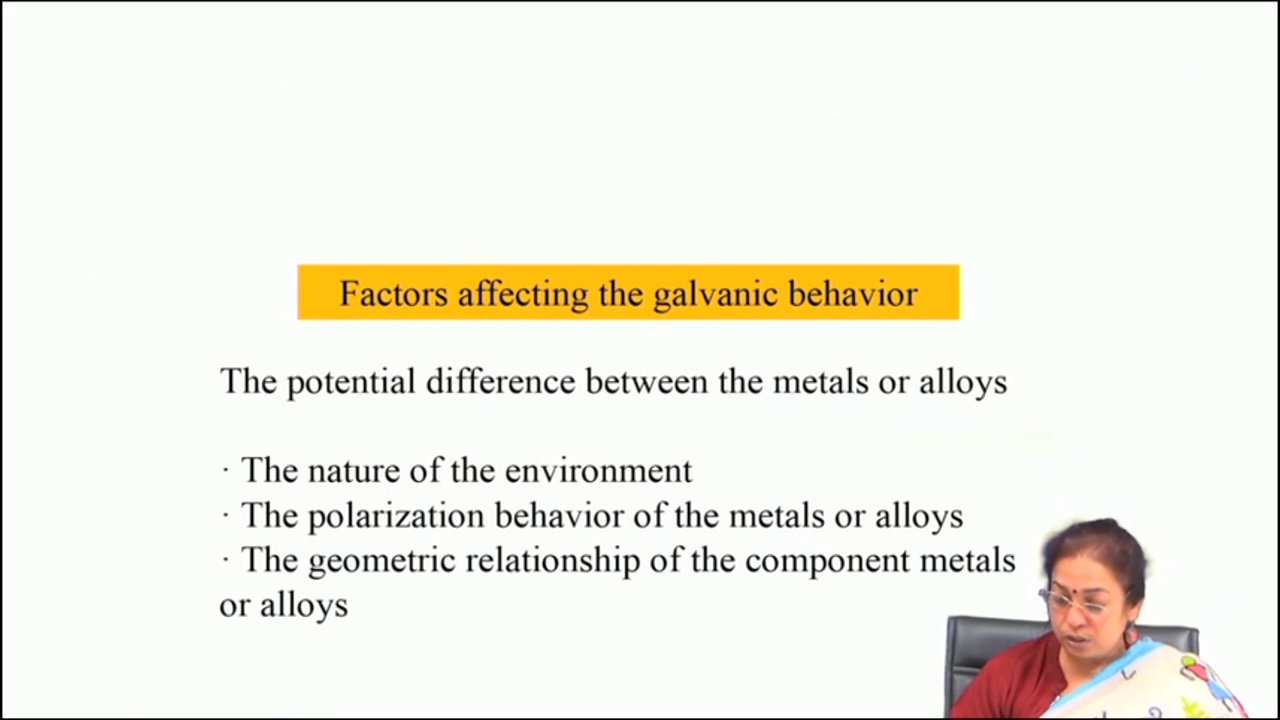 Factors affecting the galvanic behavior
The potential difference between the metals or alloys
· The nature of the environment
· The polarization behavior of the metals or alloys
· The geometric relationship of the component metals
or alloys